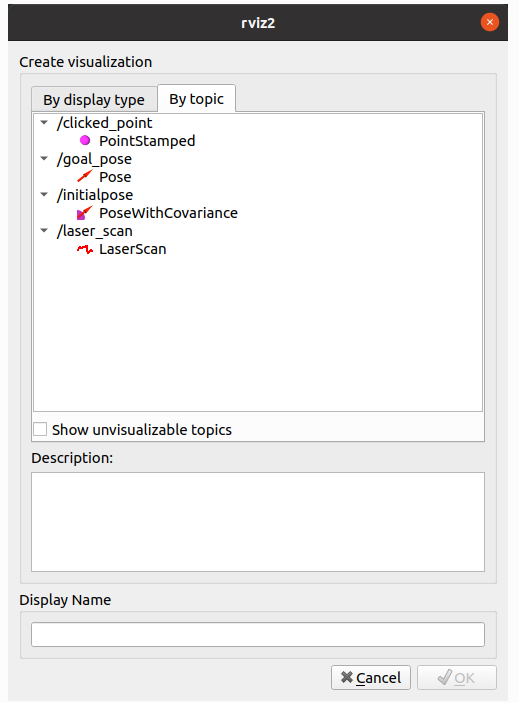 rviz2
Create visualization
By display type
By topic
/clicked_point
PointStamped
/goal_pose
Pose
/initialpose
PoseWithCovariance
/laser_scan
LaserScan
Show unvisualizable topics
Description:
Display Name
Cancel
OK